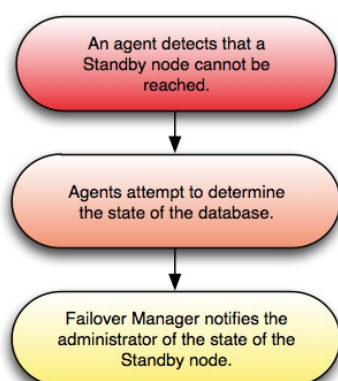 An agent detects that a
Standby node cannot be
reached.
Agents attempt to determine
the state of the database.
Failover Manager notifies the
administrator of the state of the
Standby node.